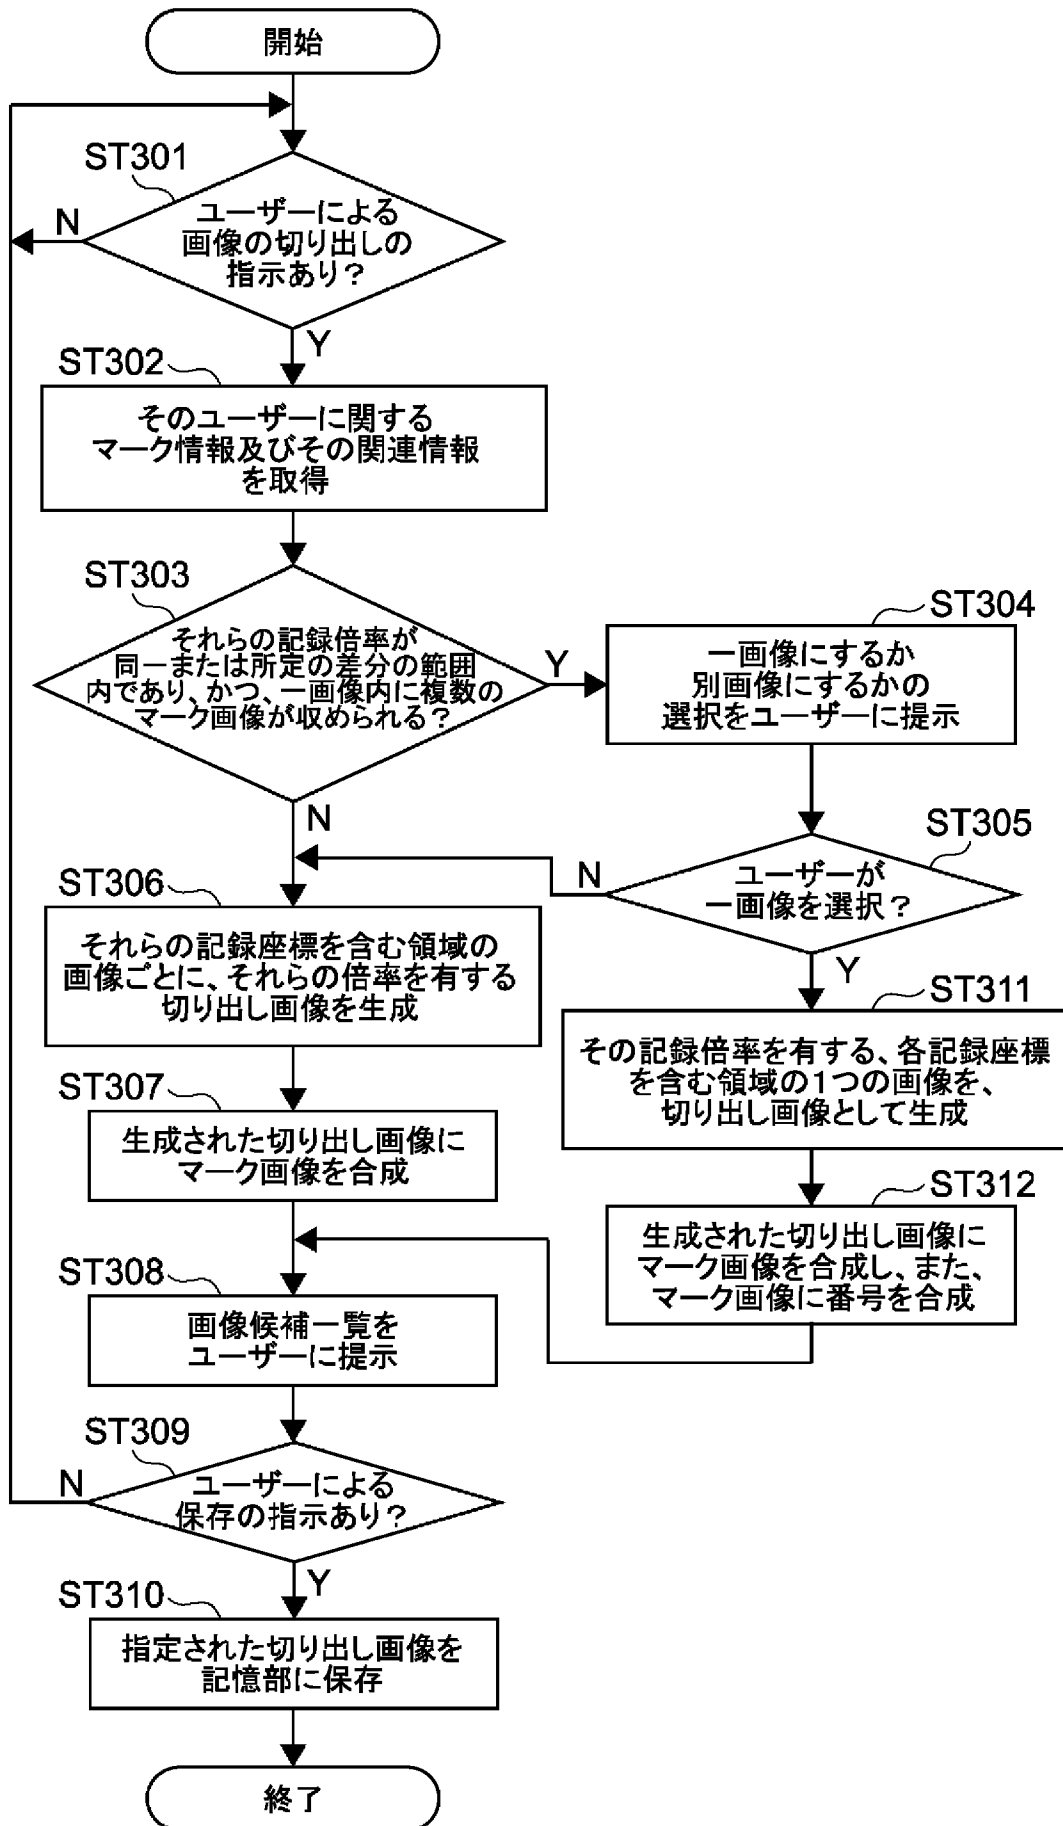 開始
ST301
ユーザーによる
画像の切り出しの
指示あり？
N
Y
ST302
そのユーザーに関する
マーク情報及びその関連情報
を取得
ST303
それらの記録倍率が
同一または所定の差分の範囲
内であり、かつ、一画像内に複数の
マーク画像が収められる？
Y
N
ST304
一画像にするか
別画像にするかの
選択をユーザーに提示
ST305
ユーザーが
一画像を選択？
N
Y
ST306
それらの記録座標を含む領域の
画像ごとに、それらの倍率を有する
切り出し画像を生成
ST311
その記録倍率を有する、各記録座標
を含む領域の1つの画像を、
切り出し画像として生成
ST307
生成された切り出し画像に
マーク画像を合成
ST312
生成された切り出し画像に
マーク画像を合成し、また、
マーク画像に番号を合成
ST308
画像候補一覧を
ユーザーに提示
ST309
ユーザーによる
保存の指示あり？
N
Y
ST310
指定された切り出し画像を
記憶部に保存
終了